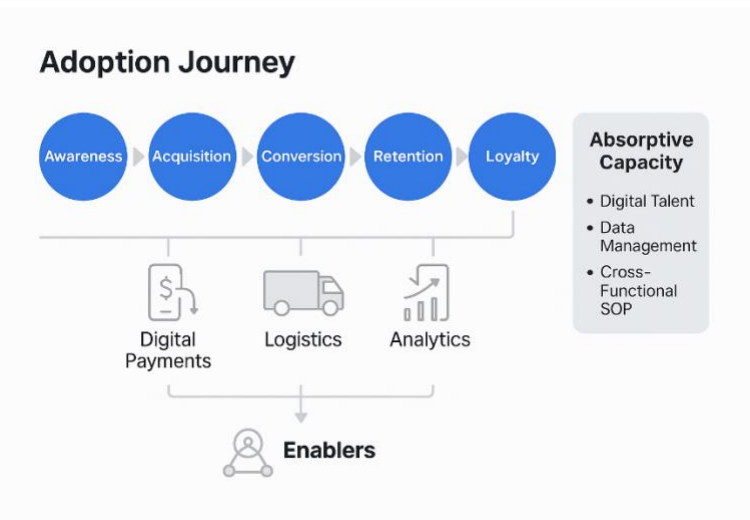 Adoption Journey
Awareness
Acquisition
Conversion
Retention
Loyalty
Absorptive
Capacity
• Digital Talent
• Data
Management
• Cross-
Functional
SOP
$
Digital
Payments
Logistics
Analytics
Enablers